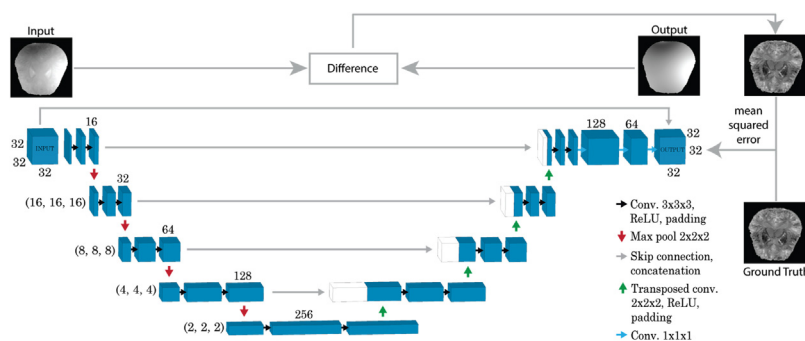 Input
Output
Difference
mean
squared
error
16
128
64
32
32
32
INPUT
OUTPUT
32
32
32
32
(16, 16, 16)
64
(8, 8, 8)
128
(4, 4, 4)
256
(2, 2, 2)
Conv. 3x3x3,
ReLU, padding
Max pool 2x2x2
Skip connection,
concatenation
Transposed conv.
2x2x2, ReLU,
padding
Conv. 1x1x1
Ground Truth